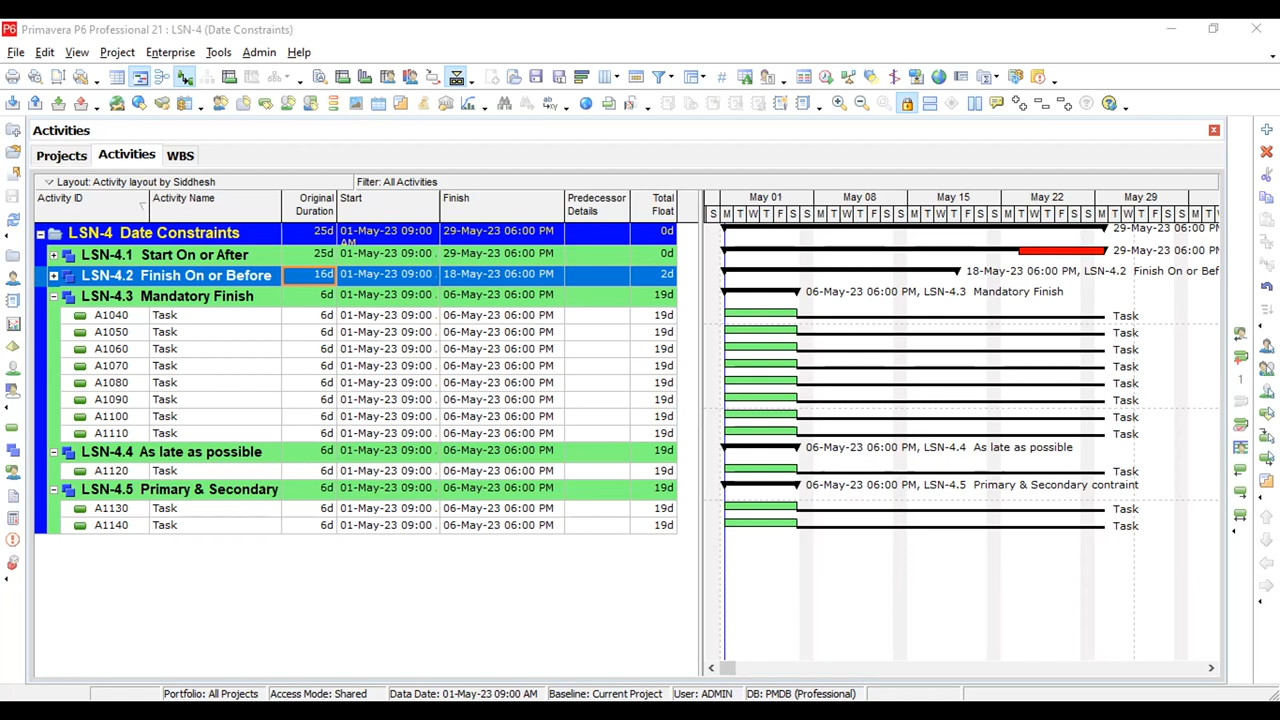 P6 Primavera P6 Professional 21 : LSN-4 (Date Constraints)
File Edit View Project Enterprise Tools Admin Help
Activities
Projects Activities WBS
Layout: Activity layout by Siddhesh Filter: All Activities
Activity ID Activity Name Original Duration Start Finish Predecessor Details Total Float
May 01 May 08 May 15 May 22 May 29
S M T W T F S S M T W T F S S M T W T F S S M T W T F S S M T W T F S S M T W T
LSN-4 Date Constraints 25d 01-May-23 09:00 AM 29-May-23 06:00 PM 0d 29-May-23 06:00 P
LSN-4.1 Start On or After 25d 01-May-23 09:00 29-May-23 06:00 PM 0d 29-May-23 06:00 P
LSN-4.2 Finish On or Before 16d 01-May-23 09:00 18-May-23 06:00 PM 2d 18-May-23 06:00 PM, LSN-4.2 Finish On or Bef
LSN-4.3 Mandatory Finish 6d 01-May-23 09:00 06-May-23 06:00 PM 19d 06-May-23 06:00 PM, LSN-4.3 Mandatory Finish
A1040 Task 6d 01-May-23 09:00 . 06-May-23 06:00 PM 19d Task
A1050 Task 6d 01-May-23 09:00 . 06-May-23 06:00 PM 19d Task
A1060 Task 6d 01-May-23 09:00 . 06-May-23 06:00 PM 19d Task
A1070 Task 6d 01-May-23 09:00 . 06-May-23 06:00 PM 19d Task
A1080 Task 6d 01-May-23 09:00 . 06-May-23 06:00 PM 19d Task
A1090 Task 6d 01-May-23 09:00 . 06-May-23 06:00 PM 19d Task
A1100 Task 6d 01-May-23 09:00 . 06-May-23 06:00 PM 19d Task
A1110 Task 6d 01-May-23 09:00 . 06-May-23 06:00 PM 19d Task
LSN-4.4 As late as possible 6d 01-May-23 09:00 06-May-23 06:00 PM 19d 06-May-23 06:00 PM, LSN-4.4 As late as possible
A1120 Task 6d 01-May-23 09:00 . 06-May-23 06:00 PM 19d Task
LSN-4.5 Primary & Secondary 6d 01-May-23 09:00 06-May-23 06:00 PM 19d 06-May-23 06:00 PM, LSN-4.5 Primary & Secondary contraint
A1130 Task 6d 01-May-23 09:00 . 06-May-23 06:00 PM 19d Task
A1140 Task 6d 01-May-23 09:00 . 06-May-23 06:00 PM 19d Task
Portfolio: All Projects Access Mode: Shared Data Date: 01-May-23 09:00 AM Baseline: Current Project User: ADMIN DB: PMDB (Professional)